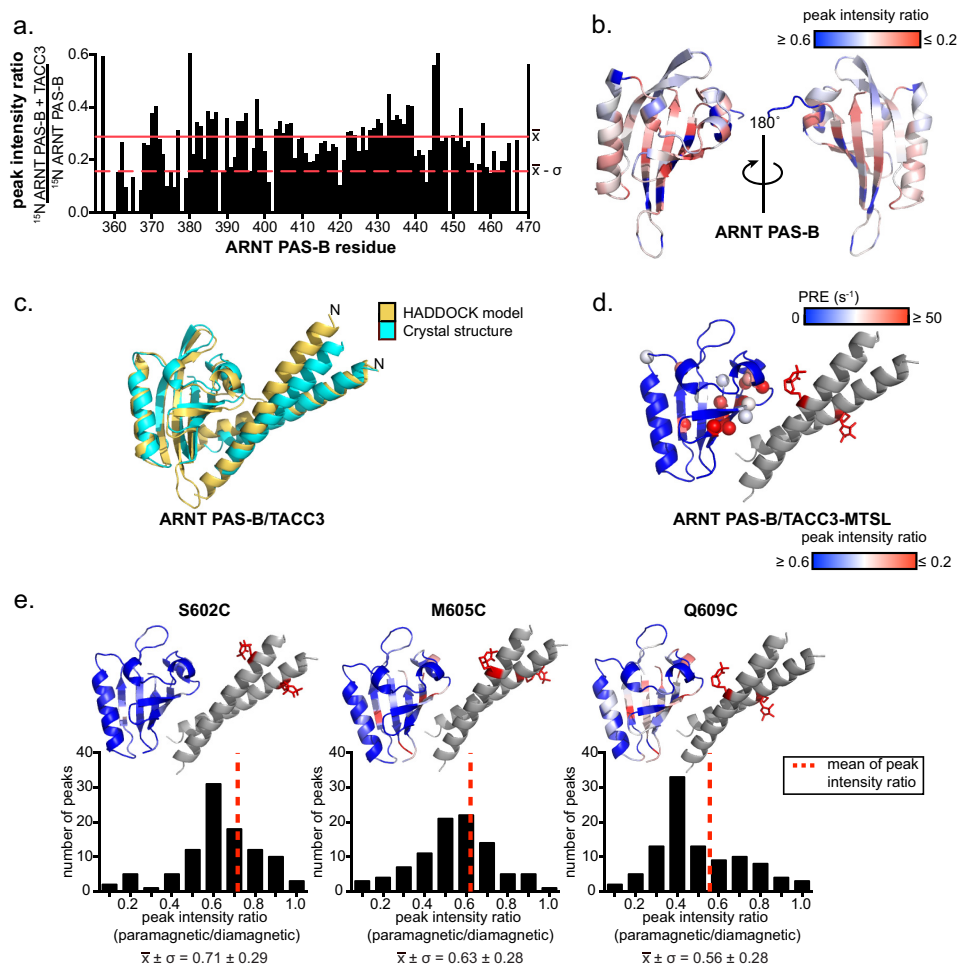 a.
peak intensity ratio
¹⁵N ARNT PAS-B + TACC3
¹⁵N ARNT PAS-B
0.6
0.4
0.2
0.0
x̅
x̅ - σ
360 370 380 390 400 410 420 430 440 450 460 470
ARNT PAS-B residue
b.
peak intensity ratio
≥ 0.6 ≤ 0.2
180°
ARNT PAS-B
c.
HADDOCK model
Crystal structure
N
N
ARNT PAS-B/TACC3
d.
PRE (s⁻¹)
0 ≥ 50
ARNT PAS-B/TACC3-MTSL
peak intensity ratio
≥ 0.6 ≤ 0.2
e.
S602C
M605C
Q609C
number of peaks
40
30
20
10
0
0.2 0.4 0.6 0.8 1.0
peak intensity ratio
(paramagnetic/diamagnetic)
x̅ ± σ = 0.71 ± 0.29
number of peaks
40
30
20
10
0
0.2 0.4 0.6 0.8 1.0
peak intensity ratio
(paramagnetic/diamagnetic)
x̅ ± σ = 0.63 ± 0.28
number of peaks
40
30
20
10
0
0.2 0.4 0.6 0.8 1.0
peak intensity ratio
(paramagnetic/diamagnetic)
x̅ ± σ = 0.56 ± 0.28
mean of peak
intensity ratio